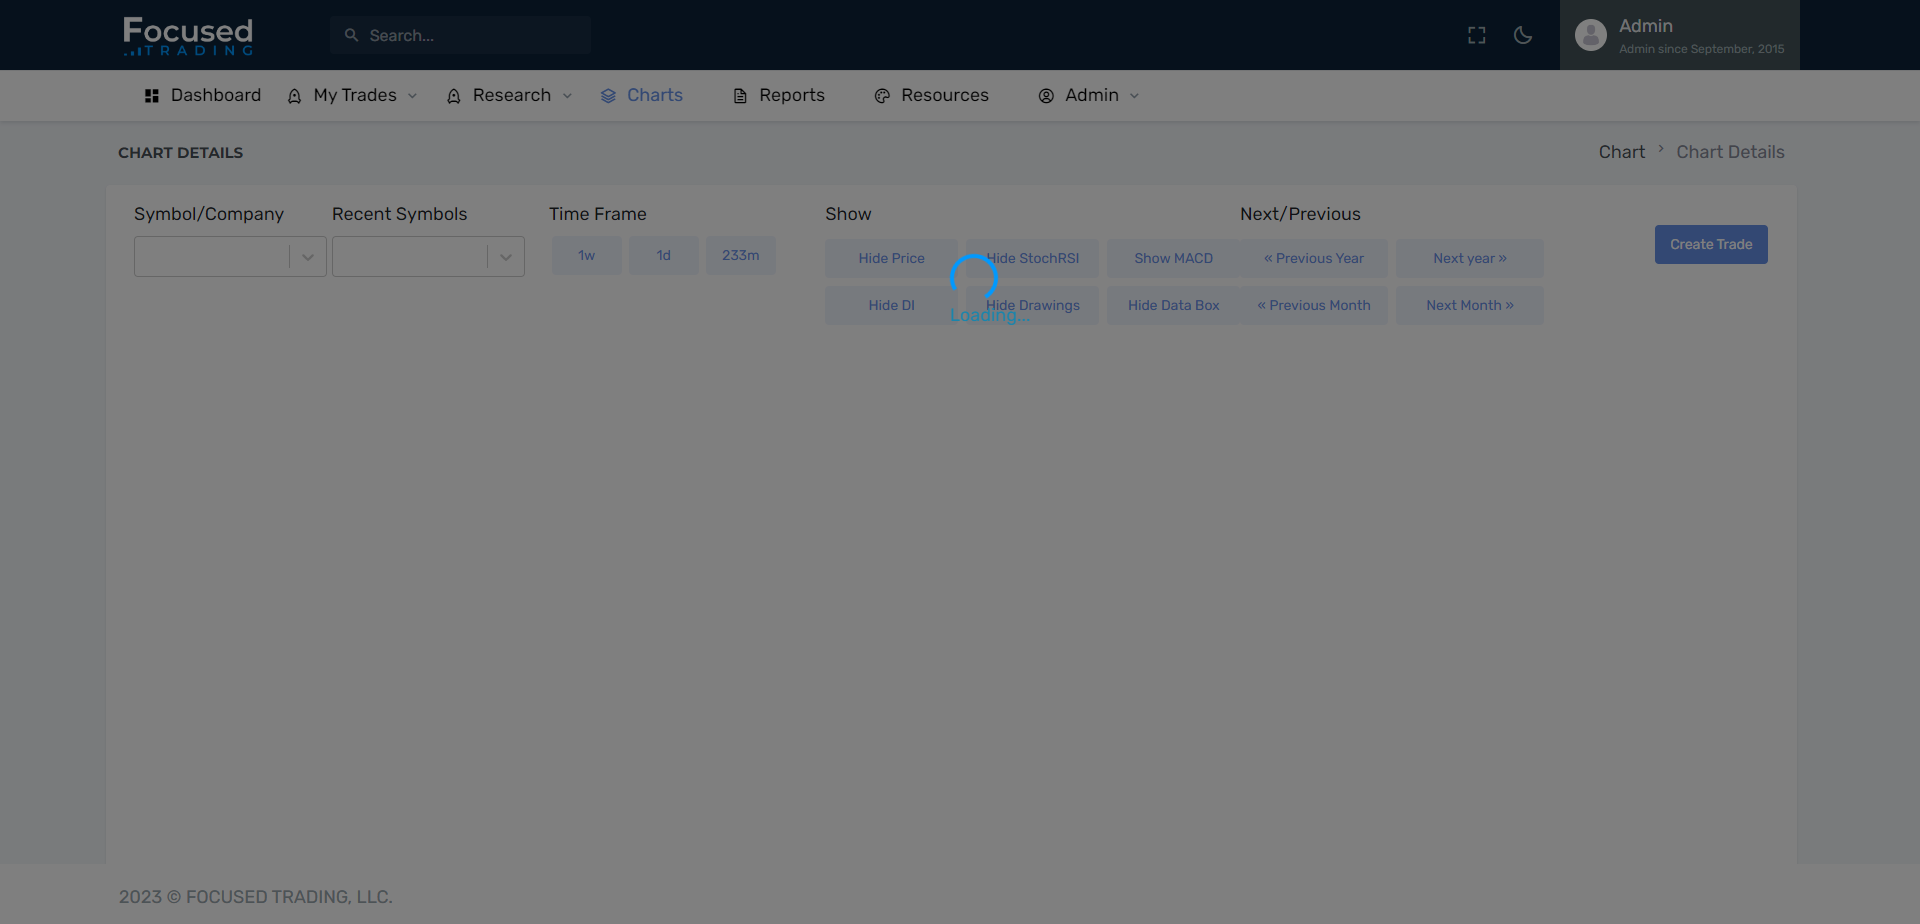 Focused
TRADING
Search...
Admin
Admin since September, 2015
Dashboard
My Trades
Research
Charts
Reports
Resources
Admin
CHART DETAILS
Chart
Chart Details
Symbol/Company
Recent Symbols
Time Frame
Show
Next/Previous
1w
1d
233m
Hide Price
Hide StochRSI
Show MACD
« Previous Year
Next year »
Create Trade
Hide DI
Hide Drawings
Hide Data Box
« Previous Month
Next Month »
Loading...
2023 © FOCUSED TRADING, LLC.